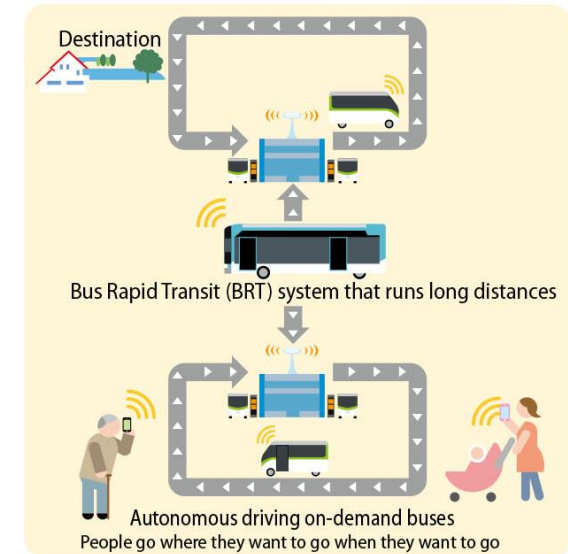 Destination
Bus Rapid Transit (BRT) system that runs long distances
Autonomous driving on-demand buses
People go where they want to go when they want to go